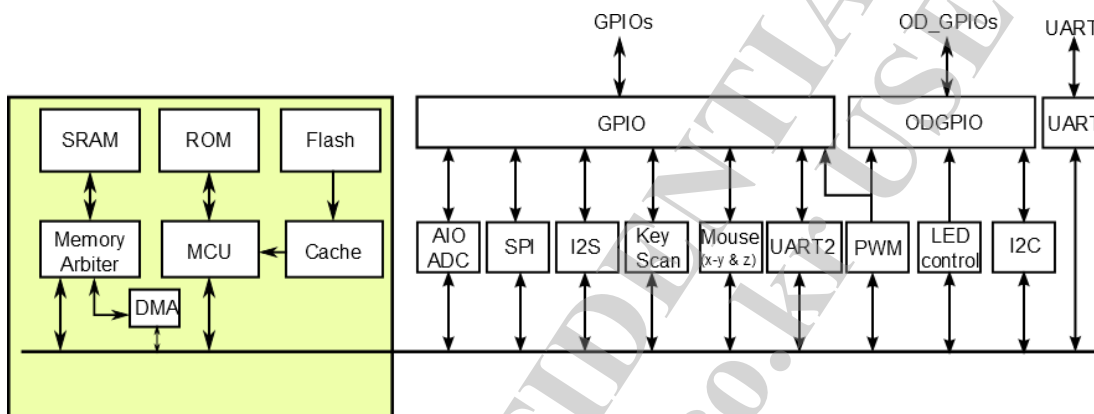 GPIOs
OD_GPIOs
UART
GPIO
ODGPIO
UART
SRAM
ROM
Flash
Memory
Arbiter
MCU
Cache
DMA
AIO
ADC
SPI
I2S
Key
Scan
Mouse
(x-y & z)
UART2
PWM
LED
control
I2C